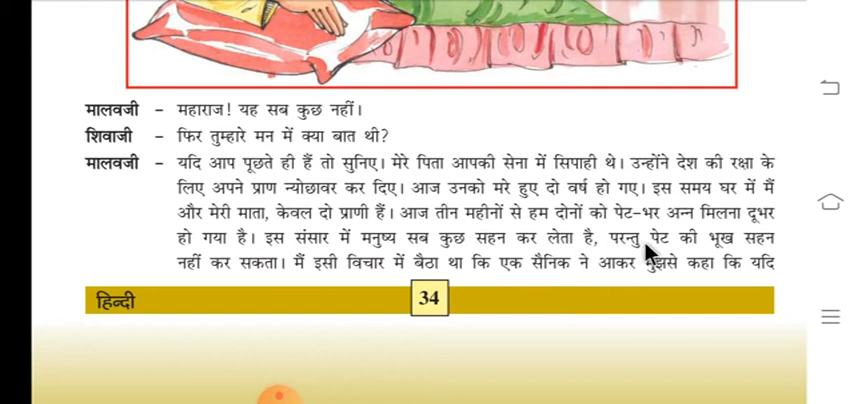 मालवजी – महाराज! यह सब कुछ नहीं।
शिवाजी – फिर तुम्हारे मन में क्या बात थी?
मालवजी – यदि आप पूछते ही हैं तो सुनिए। मेरे पिता आपकी सेना में सिपाही थे। उन्होंने देश की रक्षा के
लिए अपने प्राण न्योछावर कर दिए। आज उनको मरे हुए दो वर्ष हो गए। इस समय घर में मैं
और मेरी माता, केवल दो प्राणी हैं। आज तीन महीनों से हम दोनों को पेट-भर अन्न मिलना दूभर
हो गया है। इस संसार में मनुष्य सब कुछ सहन कर लेता है, परन्तु पेट की भूख सहन
नहीं कर सकता। मैं इसी विचार में बैठा था कि एक सैनिक ने आकर मुझसे कहा कि यदि
हिन्दी 34